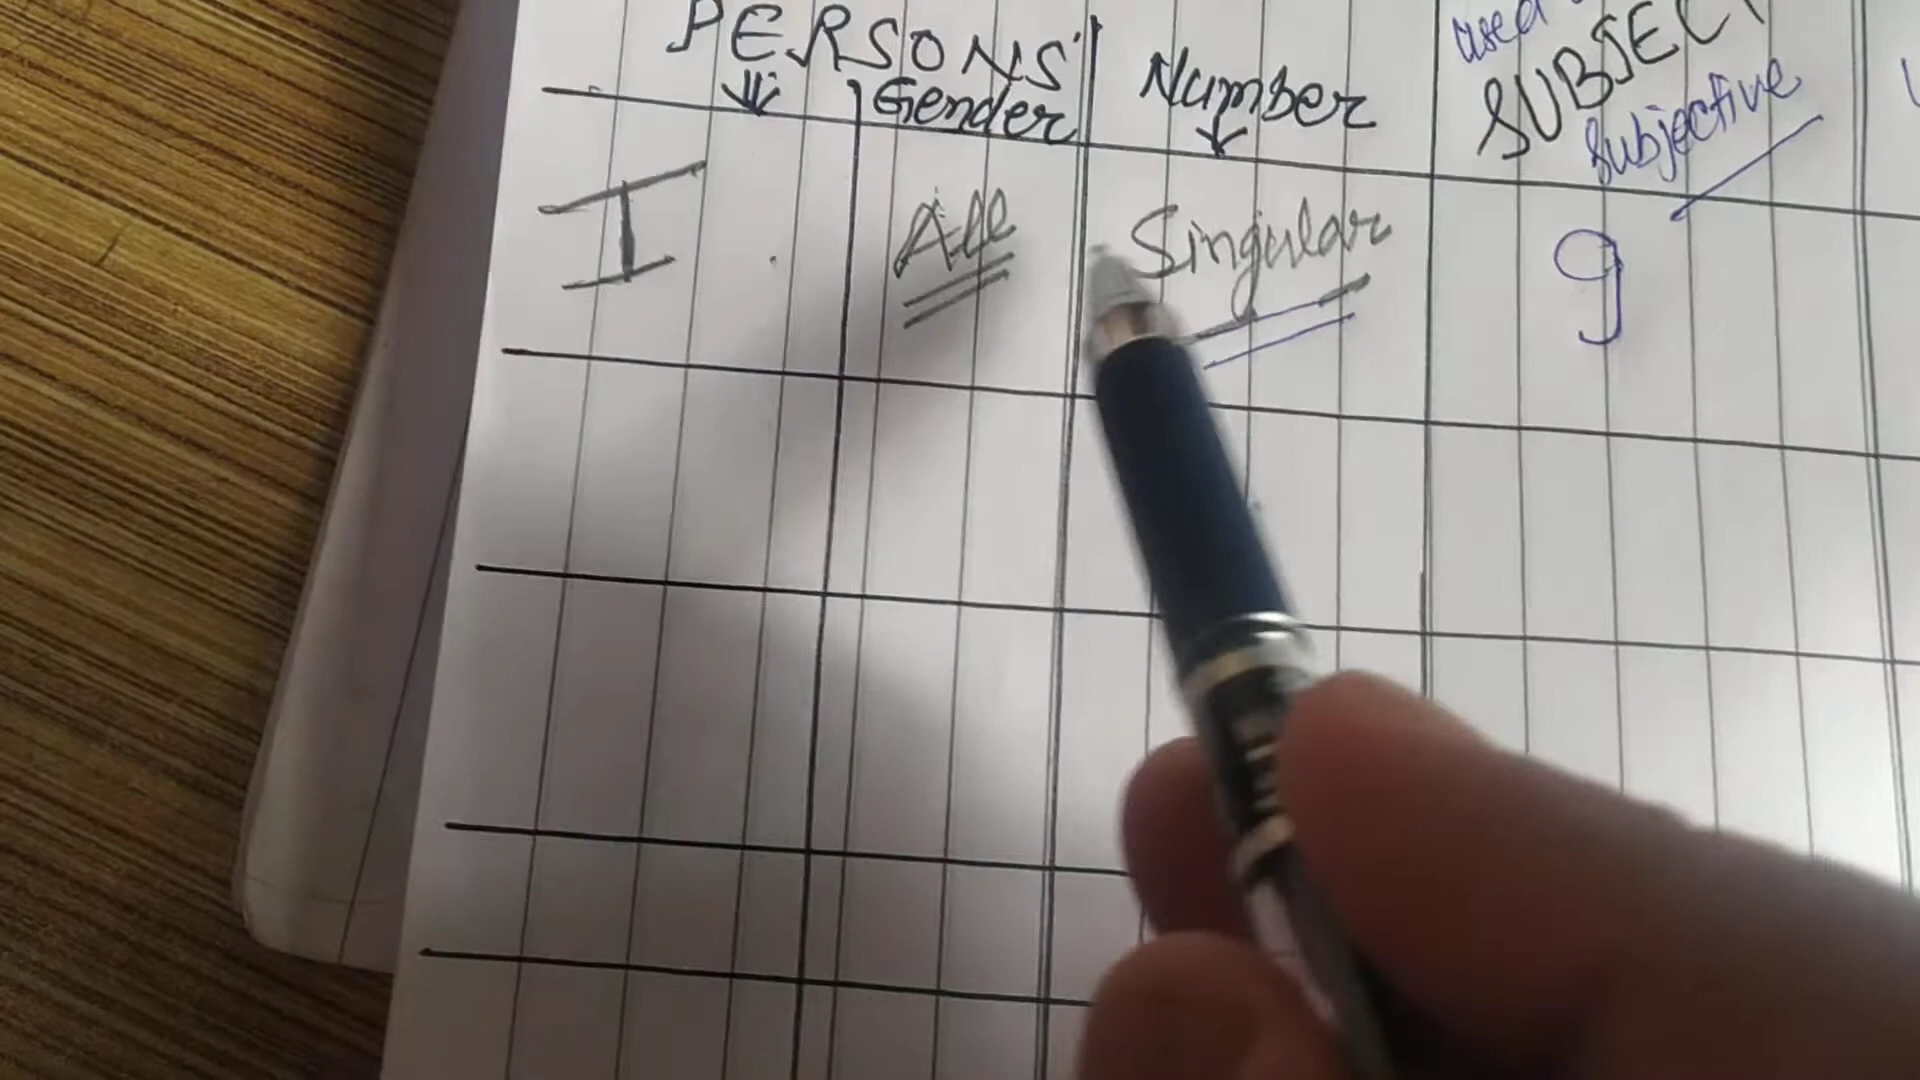 PERSONS
Gender
Number
used
SUBJECT
Subjective
I
All
Singular
I